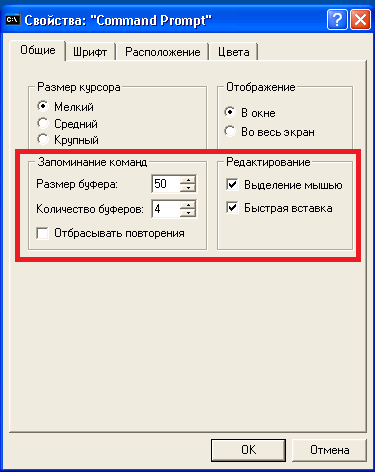 C:\ Свойства: "Command Prompt"
Общие Шрифт Расположение Цвета
Размер курсора
Мелкий
Средний
Крупный
Отображение
В окне
Во весь экран
Запоминание команд
Размер буфера: 50
Количество буферов: 4
Отбрасывать повторения
Редактирование
Выделение мышью
Быстрая вставка
OK Отмена